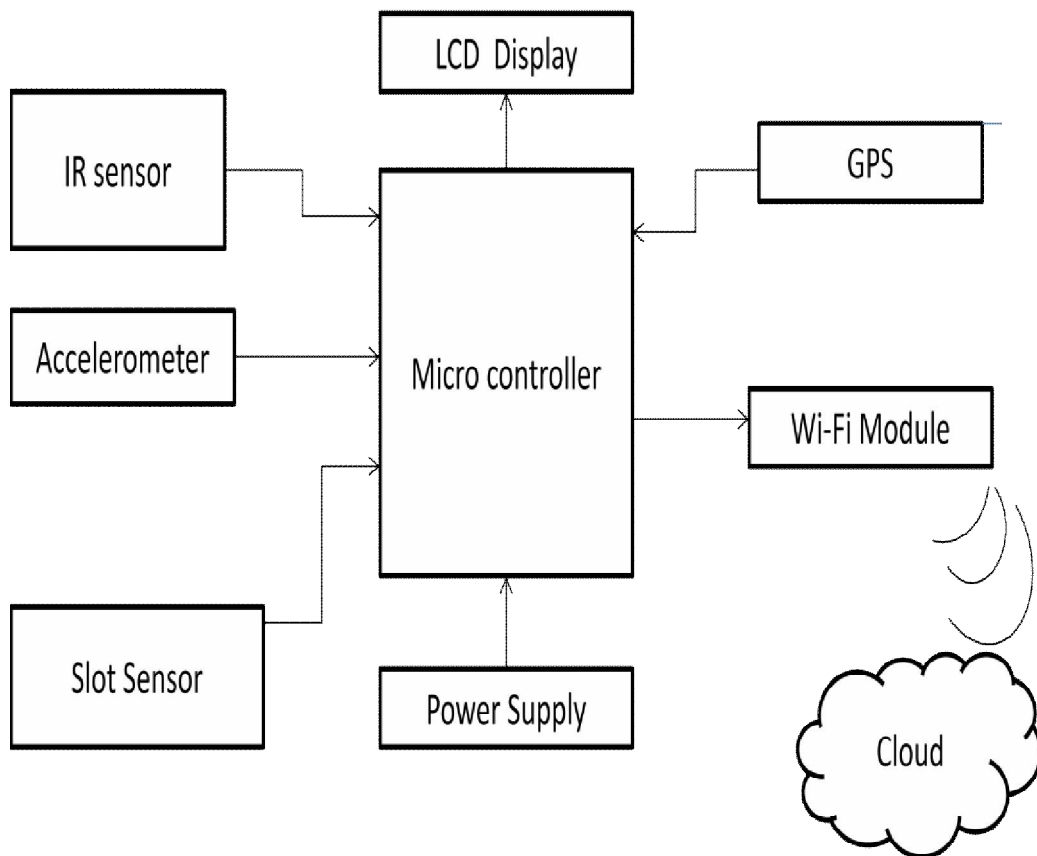 LCD Display
IR sensor
GPS
Accelerometer
Micro controller
Wi-Fi Module
Slot Sensor
Power Supply
Cloud